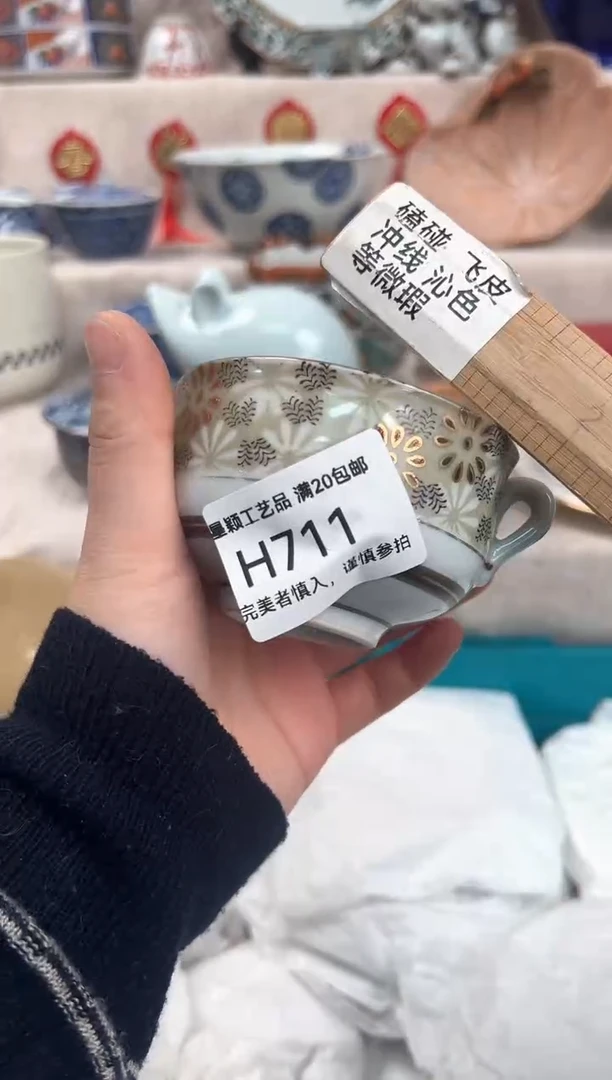 磕碰 飞皮
冲线 沁色
等微瑕
星颖工艺品 满20包邮
H711
完美者慎入，谨慎参拍